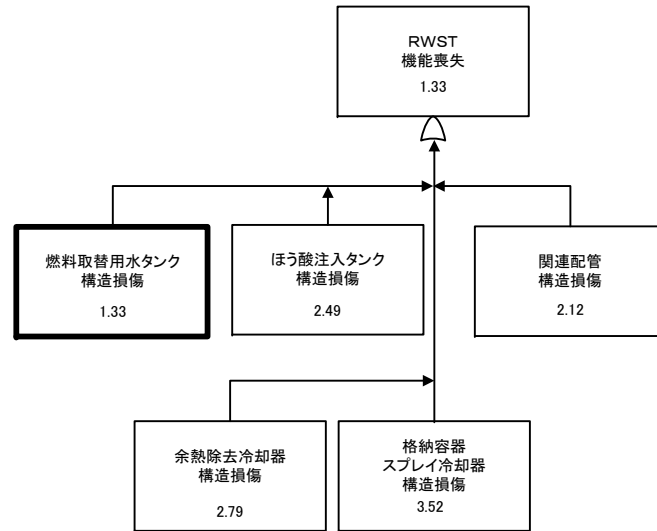 RWST
機能喪失
1.33
燃料取替用水タンク
構造損傷
1.33
ほう酸注入タンク
構造損傷
2.49
関連配管
構造損傷
2.12
余熱除去冷却器
構造損傷
2.79
格納容器
スプレイ冷却器
構造損傷
3.52